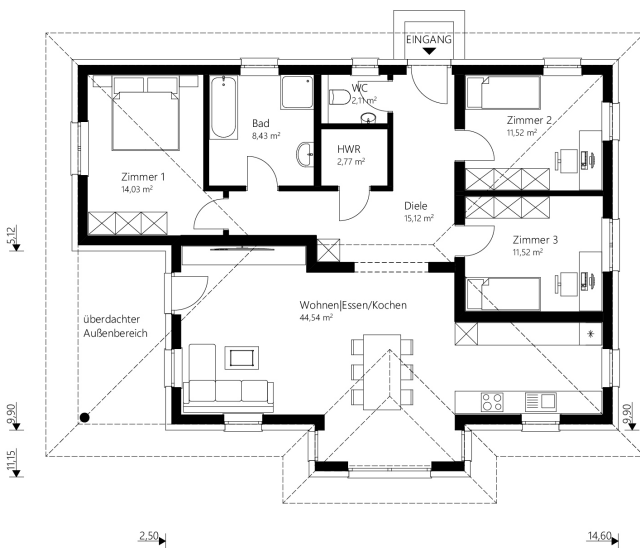 EINGANG
WC
2,11 m²
Bad
8,43 m²
Zimmer 2
11,52 m²
HWR
2,77 m²
Zimmer 1
14,03 m²
Diele
15,12 m²
Zimmer 3
11,52 m²
5,12
Wohnen|Essen/Kochen
44,54 m²
überdachter
Außenbereich
9,90
9,90
11,15
2,50
14,60